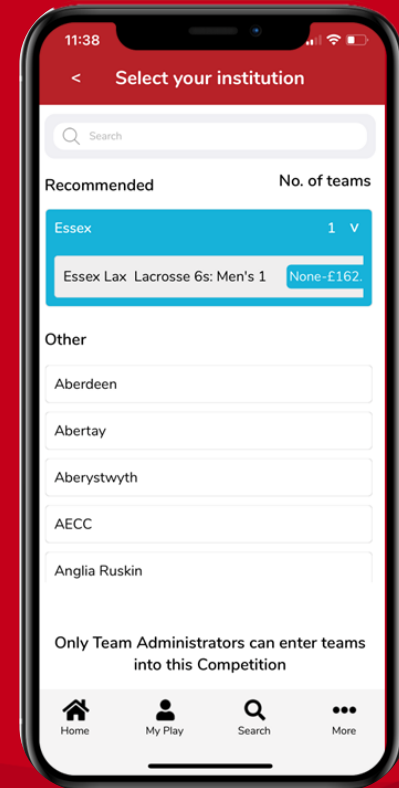 11:38
< Select your institution
Search
Recommended No. of teams
Essex 1 v
Essex Lax Lacrosse 6s: Men's 1 None-£162.
Other
Aberdeen
Abertay
Aberystwyth
AECC
Anglia Ruskin
Only Team Administrators can enter teams
into this Competition
Home My Play Search More